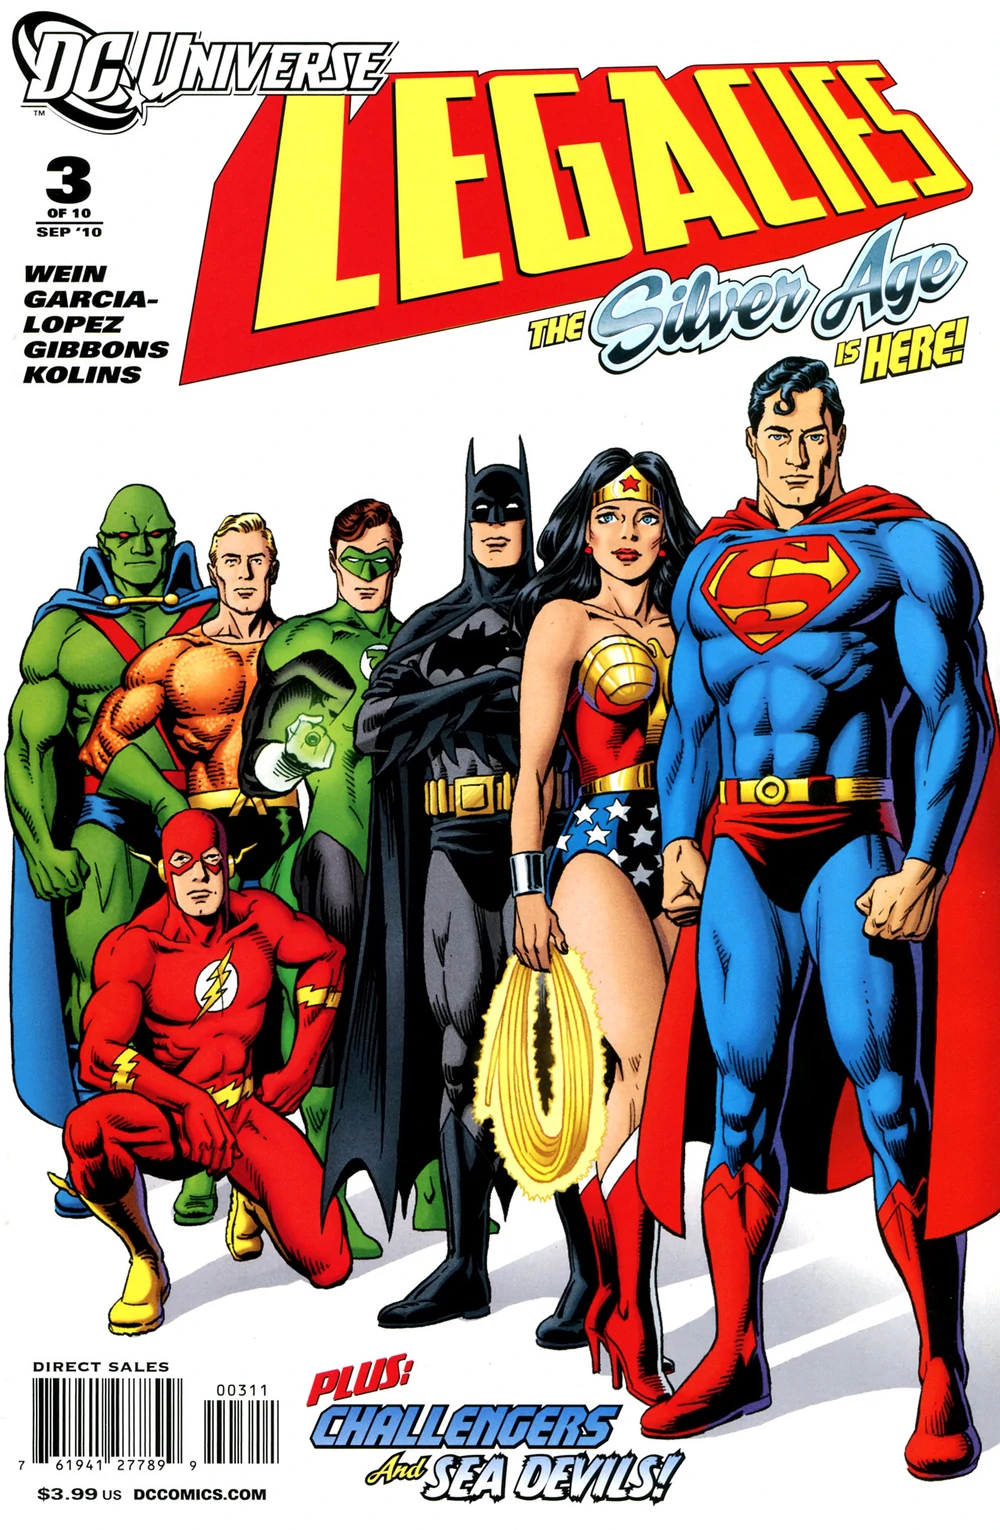 DC UNIVERSE
LEGACIES
™
3
OF 10
SEP '10
WEIN
GARCIA-
LOPEZ
GIBBONS
KOLINS
THE Silver Age
IS HERE!
S
DIRECT SALES
00311
7 61941 27789 9
$3.99 US DCCOMICS.COM
PLUS:
CHALLENGERS
And SEA DEVILS!